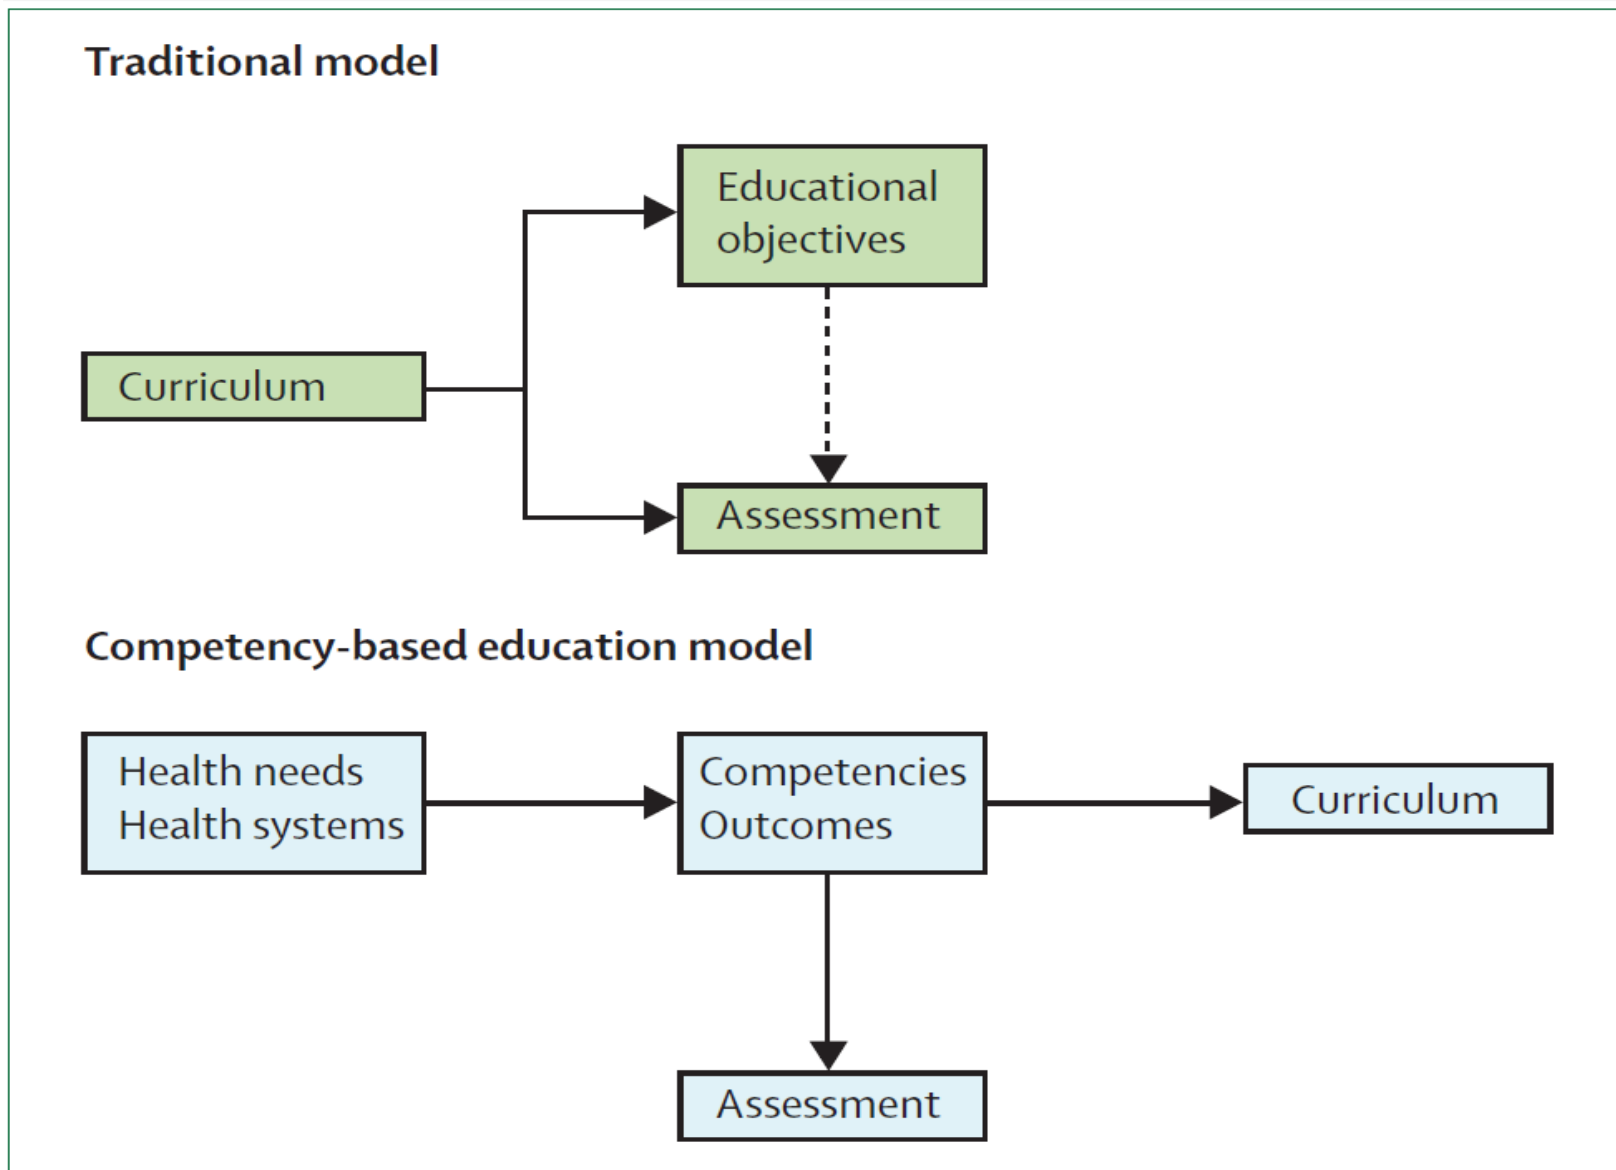 Traditional model
Educational
objectives
Curriculum
Assessment
Competency-based education model
Health needs
Health systems
Competencies
Outcomes
Curriculum
Assessment